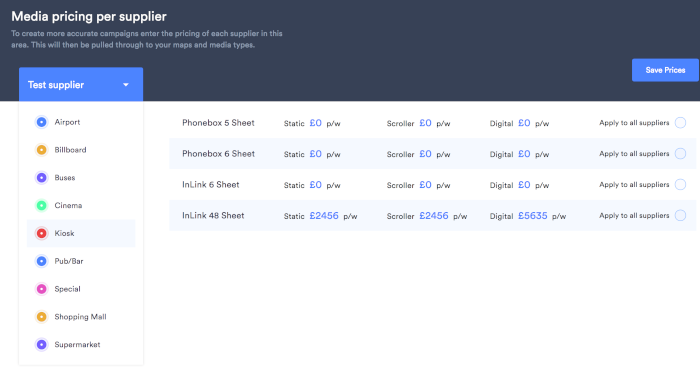 Media pricing per supplier
To create more accurate campaigns enter the pricing of each supplier in this
area. This will then be pulled through to your maps and media types.
Save Prices
Test supplier
Airport
Billboard
Buses
Cinema
Kiosk
Pub/Bar
Special
Shopping Mall
Supermarket
Phonebox 5 Sheet Static £0 p/w Scroller £0 p/w Digital £0 p/w Apply to all suppliers
Phonebox 6 Sheet Static £0 p/w Scroller £0 p/w Digital £0 p/w Apply to all suppliers
InLink 6 Sheet Static £0 p/w Scroller £0 p/w Digital £0 p/w Apply to all suppliers
InLink 48 Sheet Static £2456 p/w Scroller £2456 p/w Digital £5635 p/w Apply to all suppliers